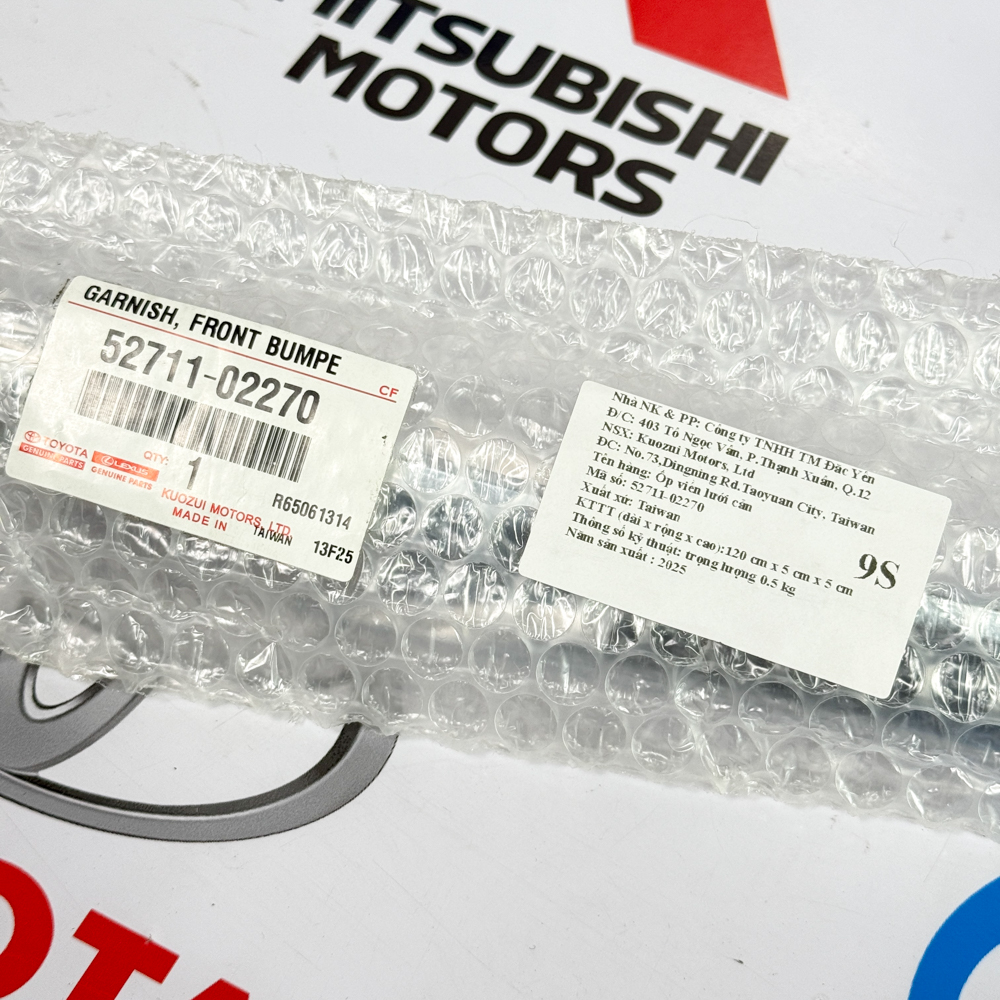 MITSUBISHI
MOTORS
GARNISH, FRONT BUMPE
CF
52711-02270
TOYOTA
GENUINE PARTS
LEXUS
GENUINE PARTS
QTY:
1
R65061314
KUOZUI MOTORS, LTD.
MADE IN TAIWAN
13F25
Nhà NK & PP: Công ty TNHH TM Đắc Yên
Đ/C: 403 Tô Ngọc Vân, P.Thạnh Xuân, Q.12
NSX: Kuozui Motors, Ltd
ĐC: No.73,Dingning Rd.Taoyuan City, Taiwan
Tên hàng: Ốp viền lưới cản
Mã số: 52711-02270
Xuất xứ: Taiwan
KTTT (dài x rộng x cao):120 cm x 5 cm x 5 cm
Thông số kỹ thuật: trọng lượng 0.5 kg
Năm sản xuất : 2025
9S
OTA